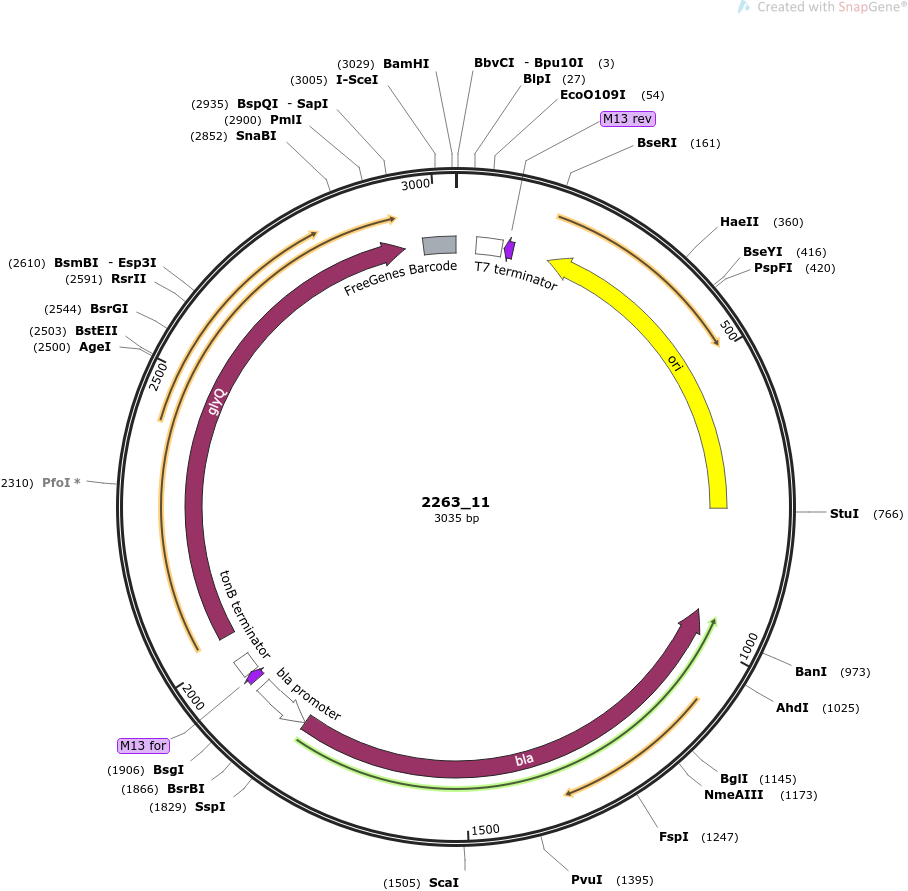 Created with SnapGene®
(3029) BamHI
BbvCI - Bpu10I (3)
(3005) I-SceI
BlpI (27)
EcoO109I (54)
(2935) BspQI - SapI
(2900) PmlI
M13 rev
(2852) SnaBI
BseRI (161)
3000
HaeII (360)
BseYI (416)
PspFI (420)
(2610) BsmBI - Esp3I
(2591) RsrII
FreeGenes Barcode
T7 terminator
(2544) BsrGI
(2503) BstEII
(2500) AgeI
500
ori
2500
glyQ
2310) PfoI *
2263_11
3035 bp
StuI (766)
tonB terminator
1000
BanI (973)
2000
bla promoter
AhdI (1025)
M13 for
bla
(1906) BsgI
BglI (1145)
(1866) BsrBI
NmeAIII (1173)
(1829) SspI
1500
FspI (1247)
(1505) ScaI
PvuI (1395)